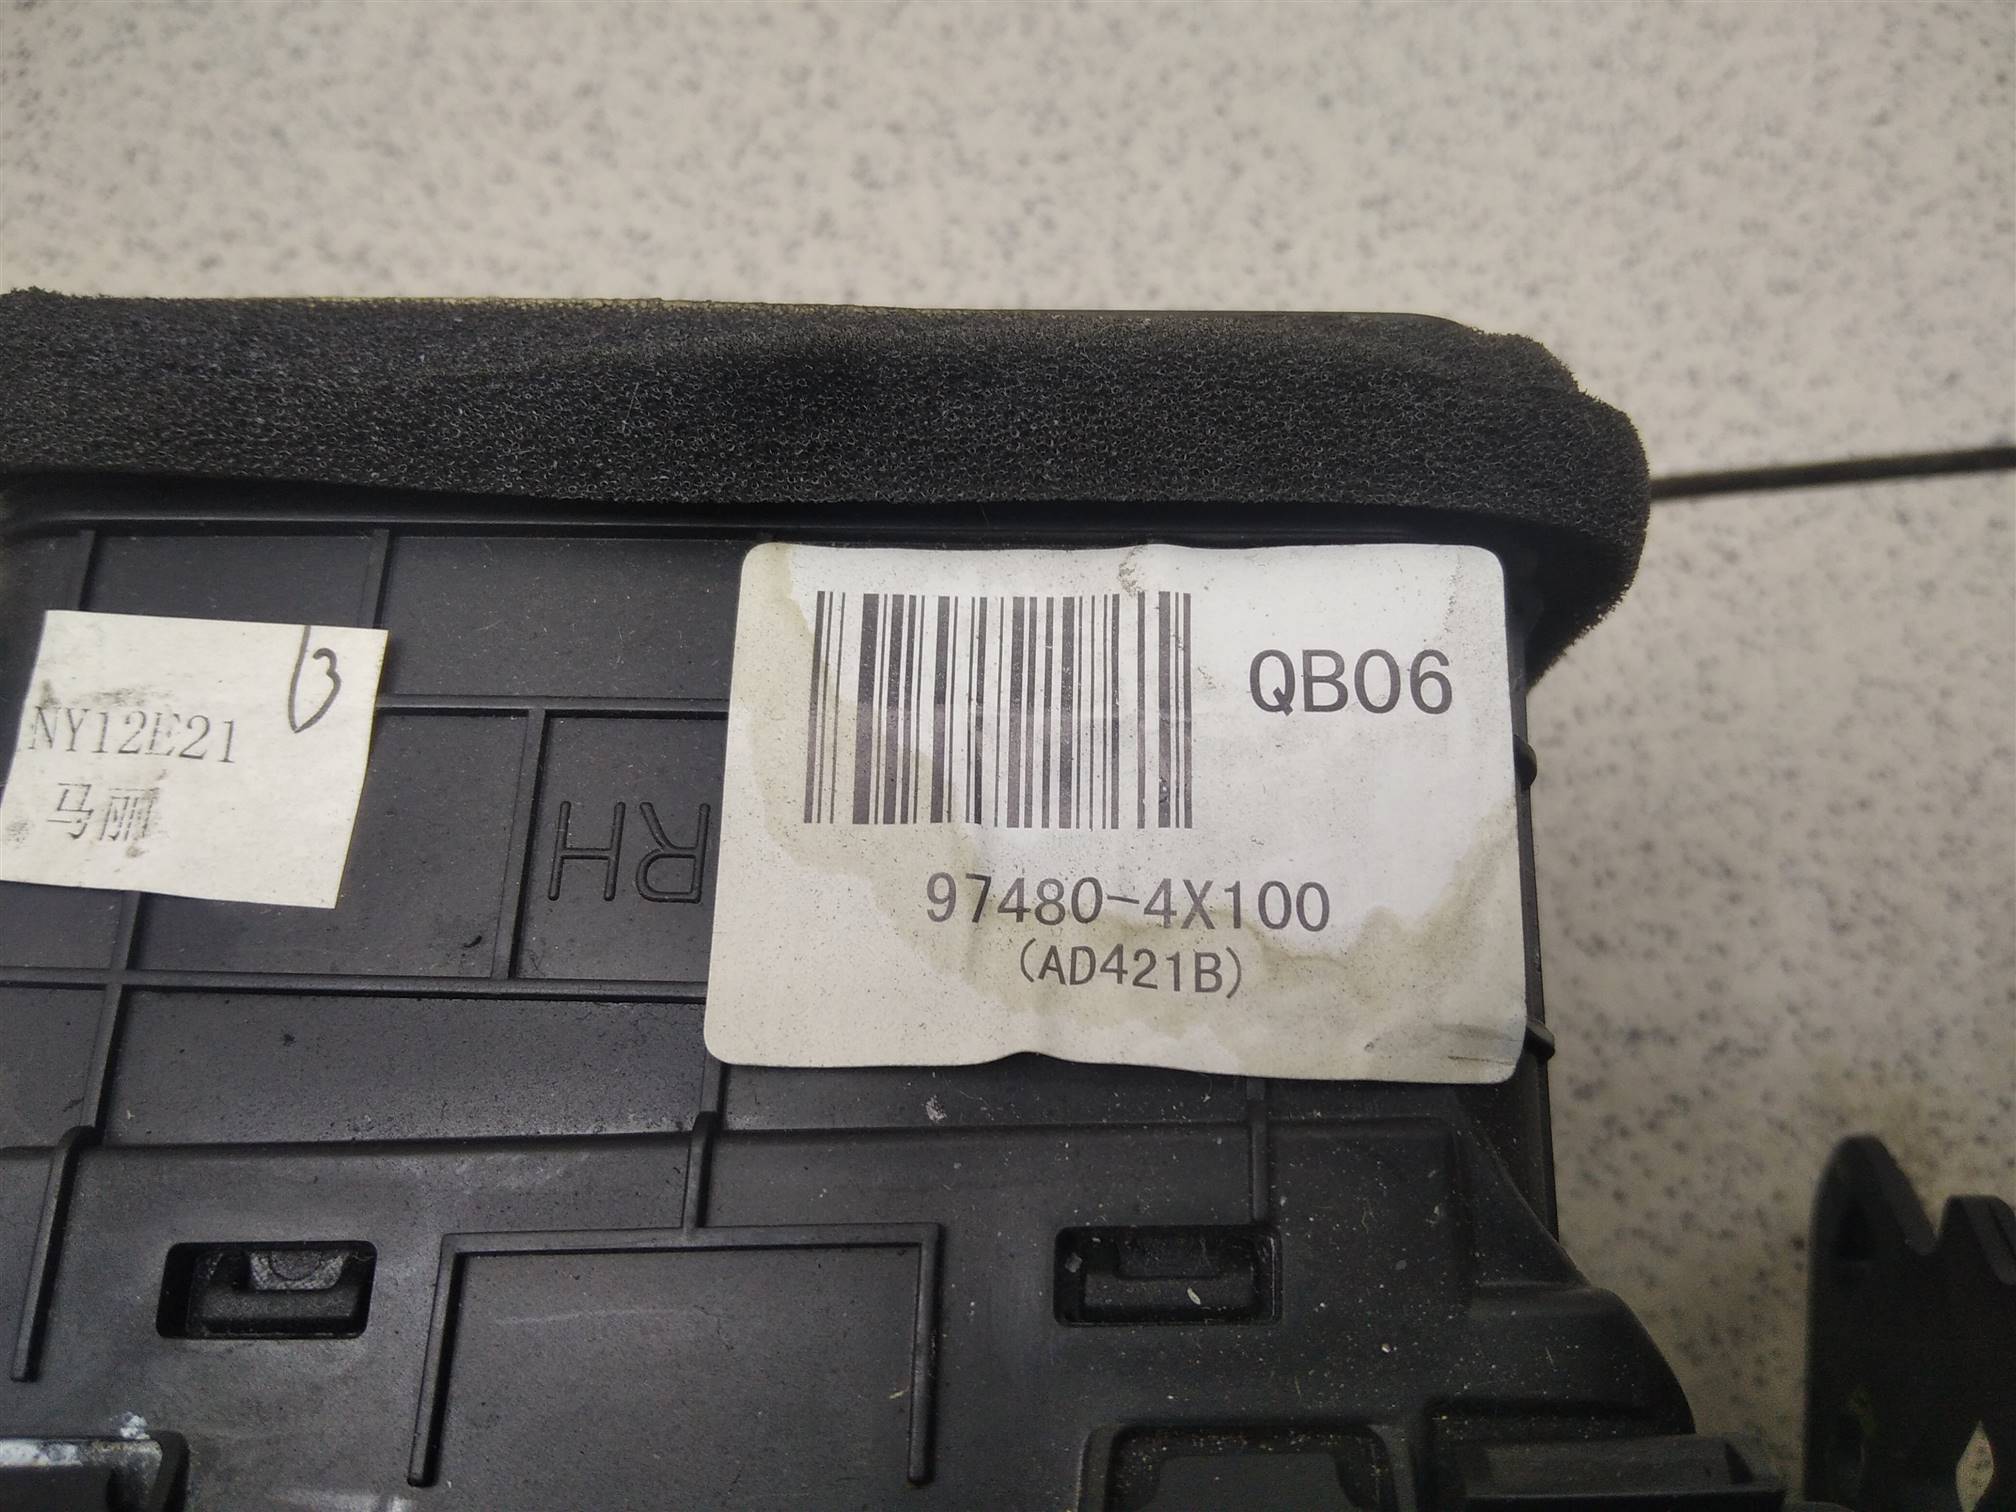 QB06
97480-4X100
(AD421B)
NY12E21
马丽
RH